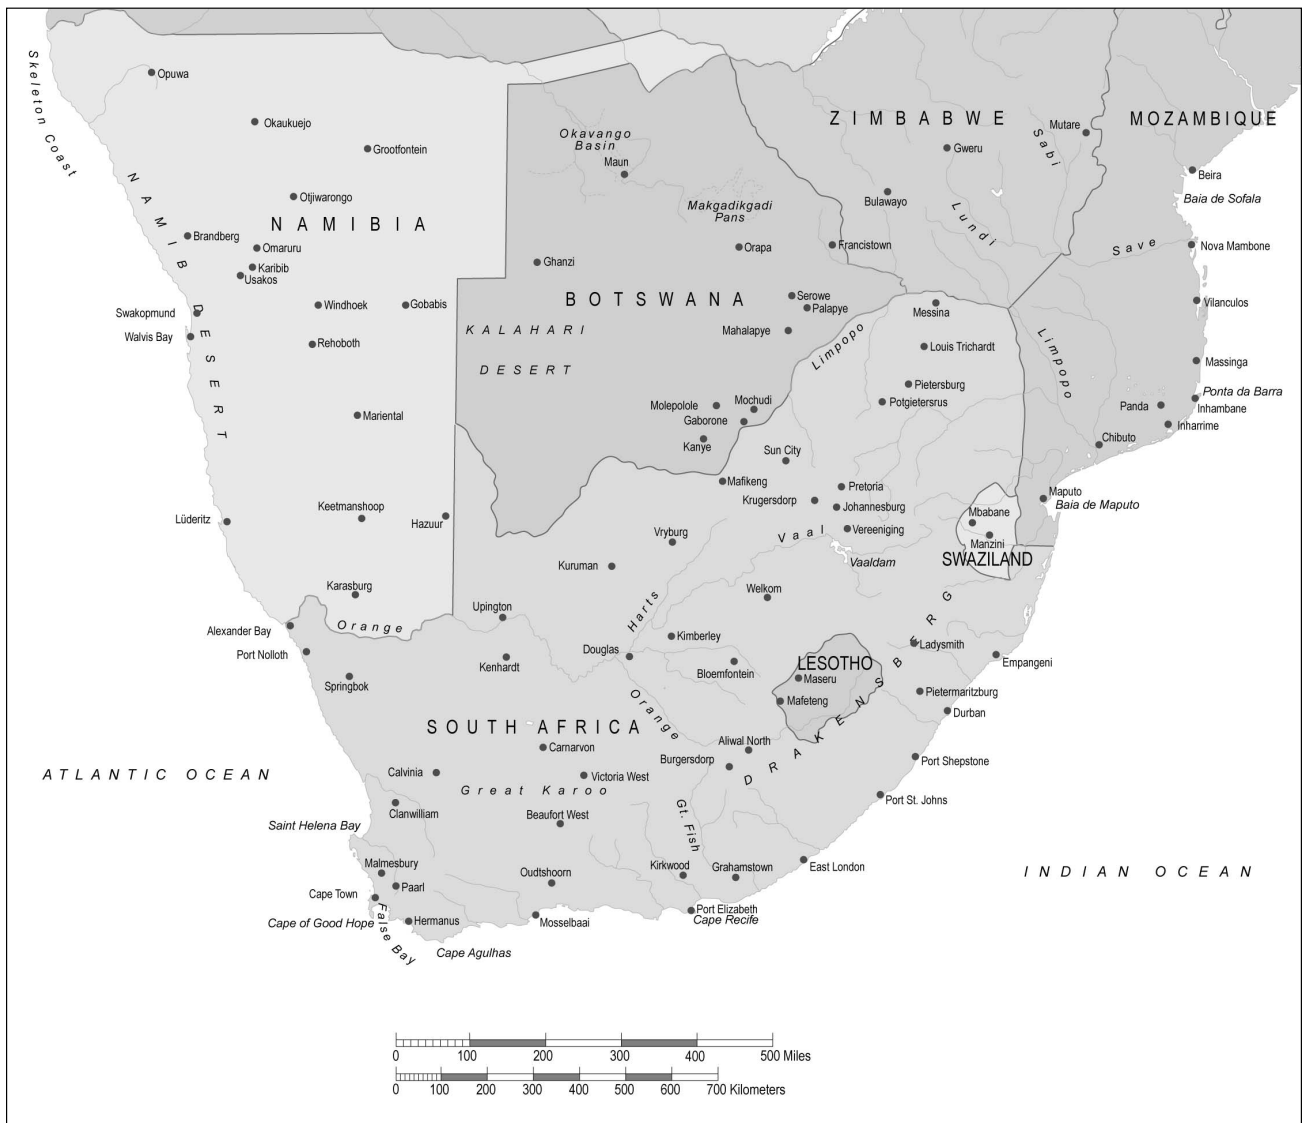 Skeleton Coast
Opuwa
Okaukuejo
Grootfontein
Otjiwarongo
NAMIBIA
NAMIB DESERT
Brandberg
Omaruru
Karibib
Usakos
Windhoek
Gobabis
Swakopmund
Walvis Bay
Rehoboth
Mariental
Keetmanshoop
Hazuur
Lüderitz
Karasburg
Orange
Okavango
Basin
Maun
Makgadikgadi
Pans
Orapa
Francistown
Ghanzi
BOTSWANA
Serowe
Palapye
Mahalapye
KALAHARI
DESERT
Molepolole
Mochudi
Gaborone
Kanye
Limpopo
ZIMBABWE
Mutare
Sabi
Gweru
Bulawayo
Lundi
MOZAMBIQUE
Beira
Baia de Sofala
Save
Nova Mambone
Vilanculos
Limpopo
Massinga
Ponta da Barra
Panda
Inhambane
Inharrime
Chibuto
Maputo
Baia de Maputo
Messina
Louis Trichardt
Pietersburg
Potgietersrus
Sun City
Mafikeng
Pretoria
Krugersdorp
Johannesburg
Vereeniging
Vaal
Vaaldam
Mbabane
Manzini
SWAZILAND
Vryburg
Kuruman
Welkom
Harts
Upington
Alexander Bay
Port Nolloth
Kenhardt
Douglas
Kimberley
Bloemfontein
LESOTHO
Maseru
Mafeteng
DRAKENSBERG
Ladysmith
Empangeni
Pietermaritzburg
Durban
Springbok
Orange
SOUTH AFRICA
Carnarvon
Aliwal North
Burgersdorp
Port Shepstone
Port St. Johns
Calvinia
Victoria West
Great Karoo
Clanwilliam
Beaufort West
Gt. Fish
ATLANTIC OCEAN
Saint Helena Bay
Malmesbury
Paarl
Cape Town
Oudtshoorn
Kirkwood
Grahamstown
East London
INDIAN OCEAN
Cape of Good Hope
False Bay
Hermanus
Mosselbaai
Port Elizabeth
Cape Recife
Cape Agulhas
0 100 200 300 400 500 Miles
0 100 200 300 400 500 600 700 Kilometers